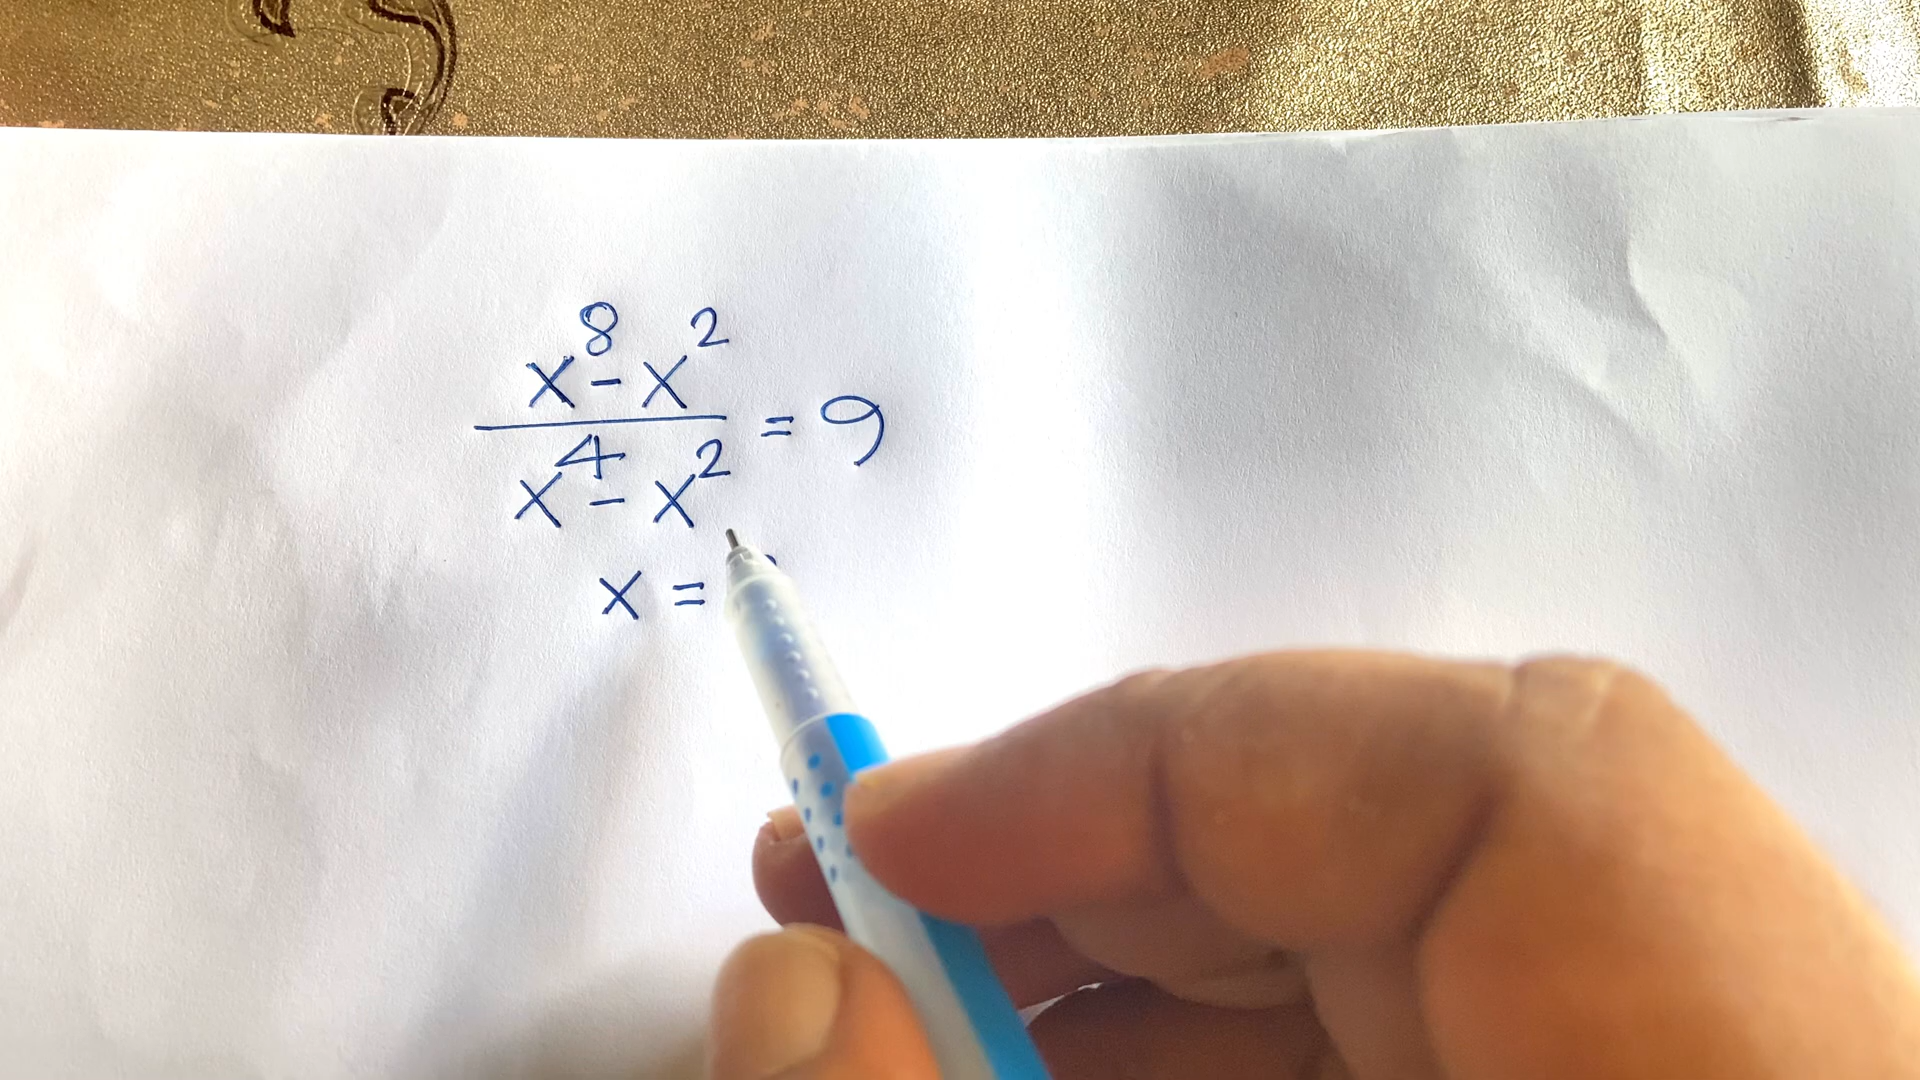 x⁸ - x²
x⁴ - x² = 9
x =